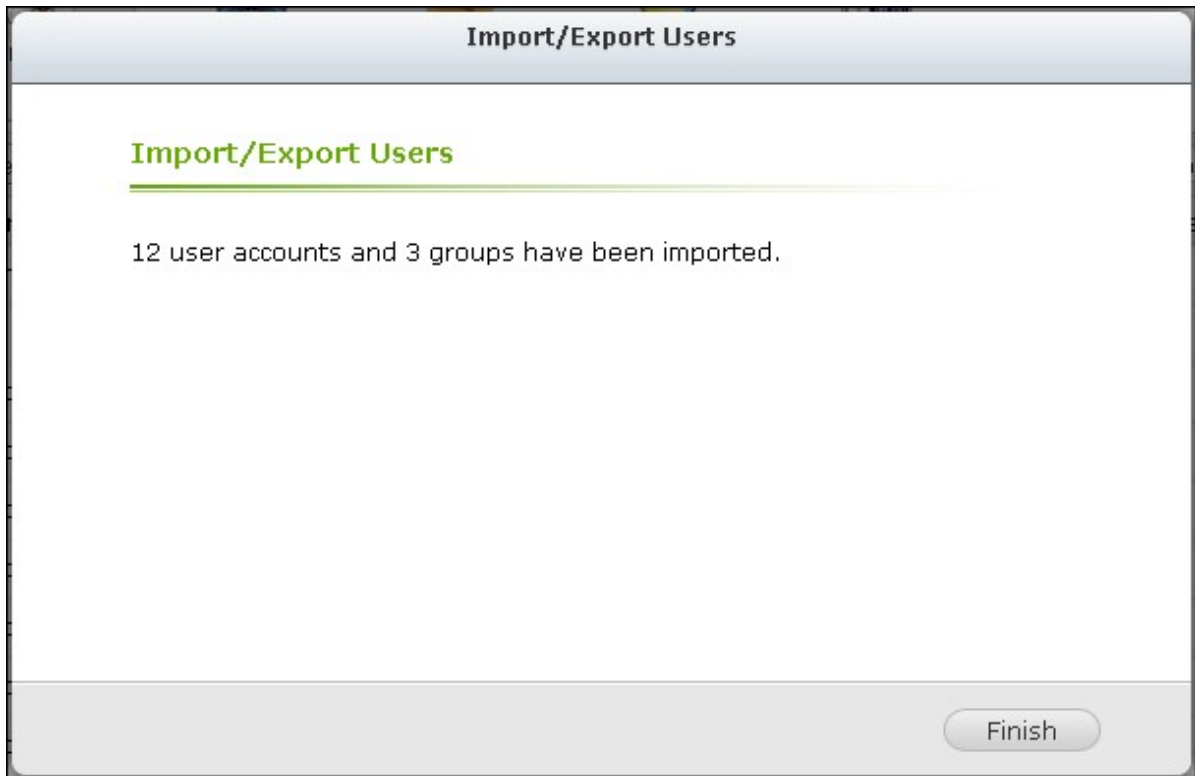 Import/Export Users
Import/Export Users
12 user accounts and 3 groups have been imported.
Finish